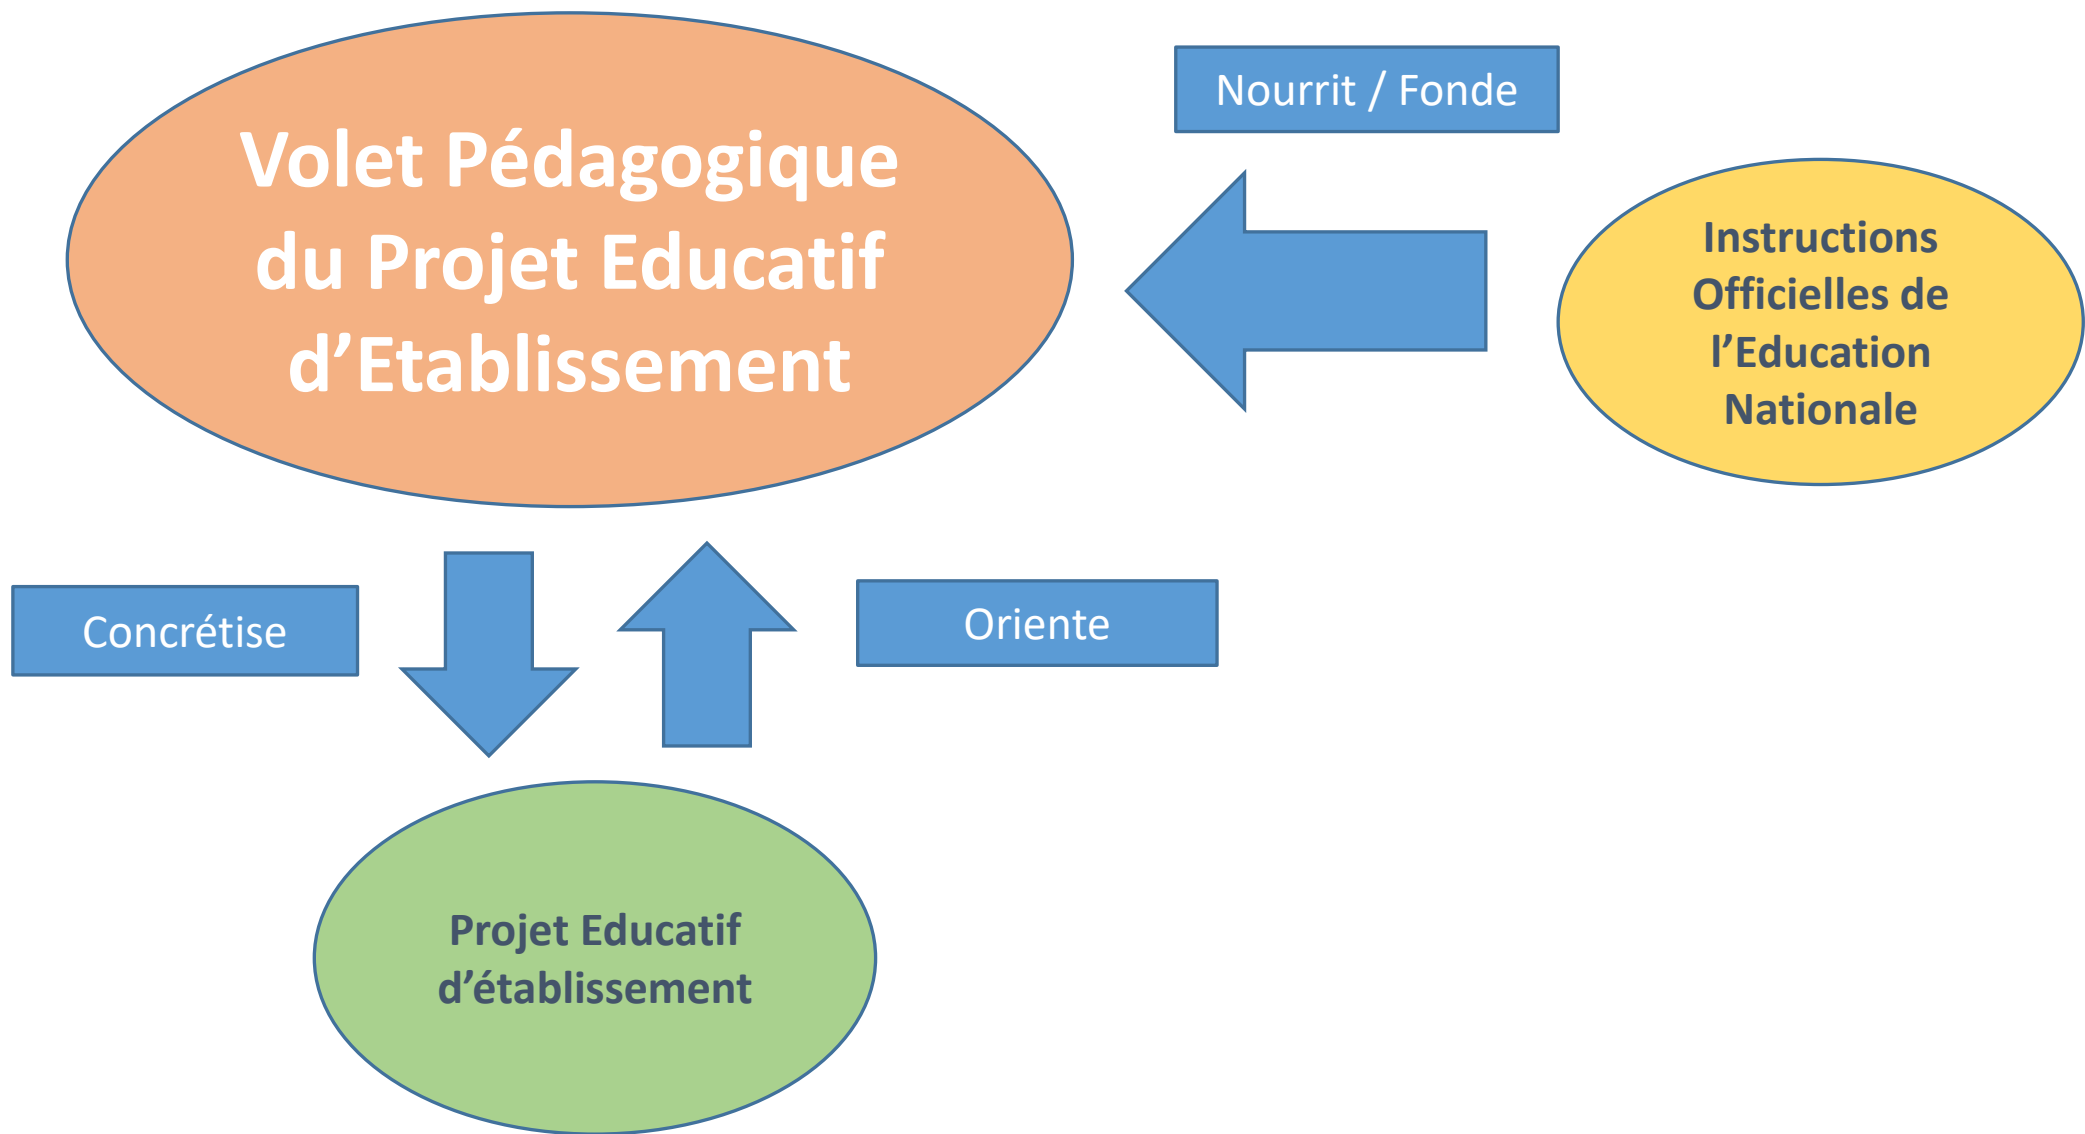 Volet Pédagogique
du Projet Educatif
d’Etablissement
Nourrit / Fonde
Instructions
Officielles de
l’Education
Nationale
Concrétise
Oriente
Projet Educatif
d’établissement